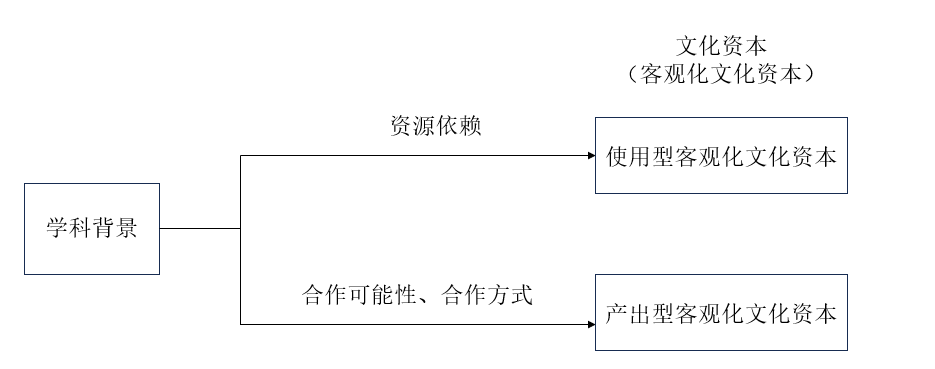 文化资本
（客观化文化资本）
资源依赖
使用型客观化文化资本
学科背景
合作可能性、合作方式
产出型客观化文化资本